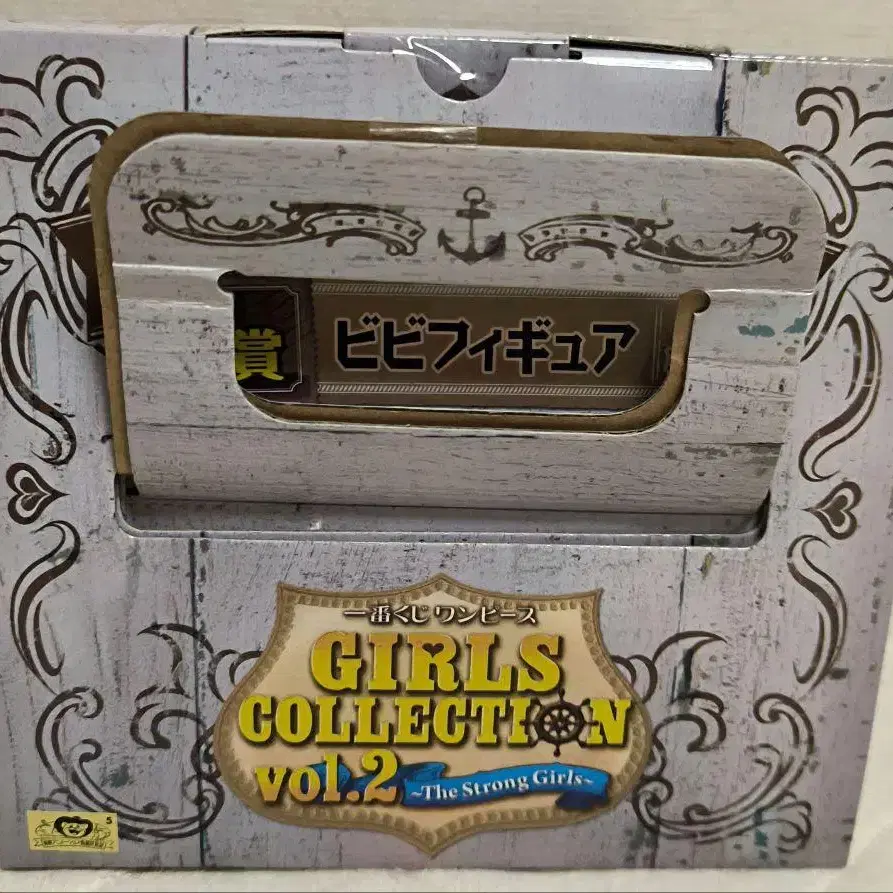 賞 ビビフィギュア
一番くじ ワンピース
GIRLS
COLLECTION
vol.2 ~The Strong Girls~
5